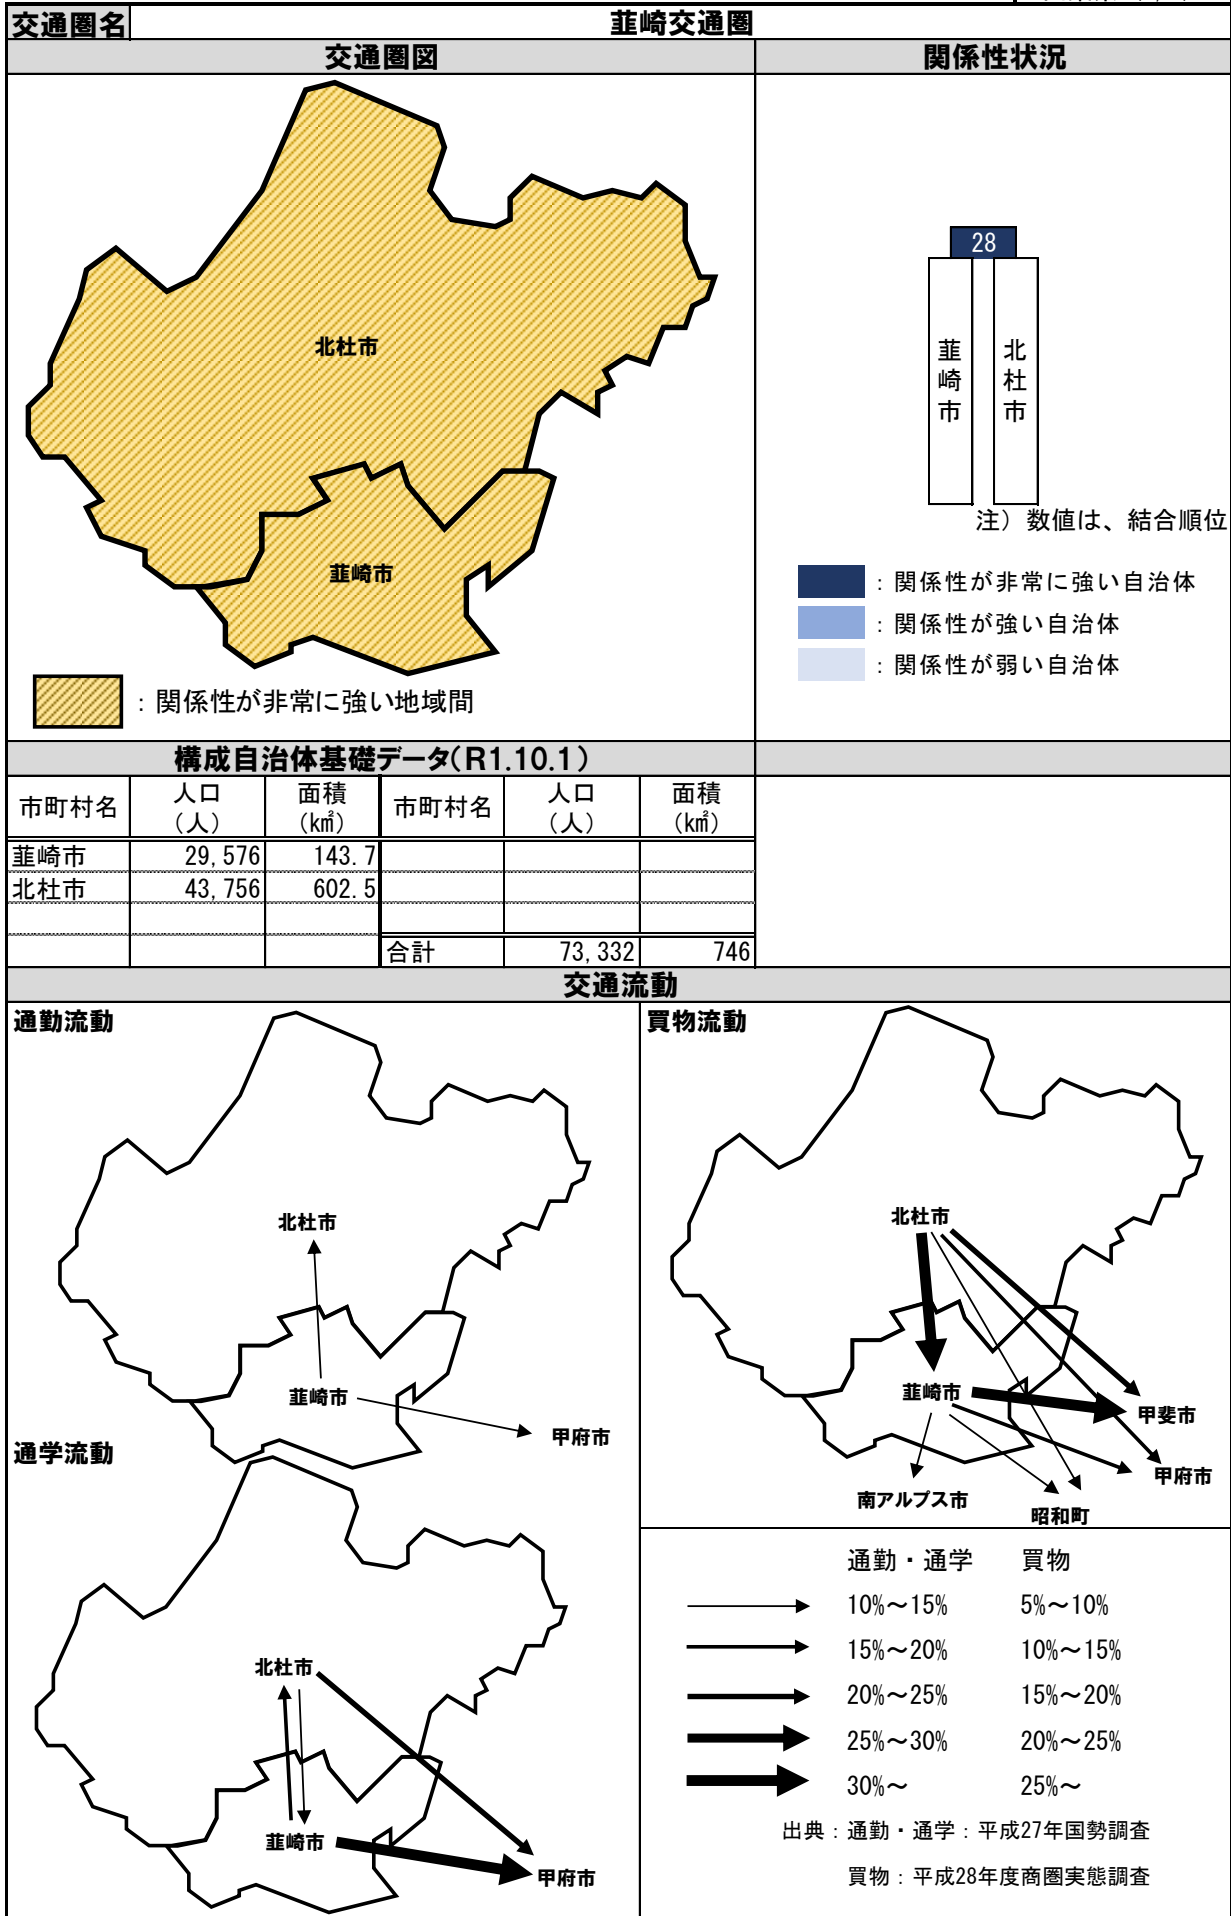 交通圏名
韮崎交通圏
交通圏図
関係性状況
北杜市
韮崎市
：関係性が非常に強い地域間
28
韮崎市
北杜市
注）数値は、結合順位
：関係性が非常に強い自治体
：関係性が強い自治体
：関係性が弱い自治体
構成自治体基礎データ(R1.10.1)
市町村名 人口（人） 面積（㎢） 市町村名 人口（人） 面積（㎢）
韮崎市 29,576 143.7
北杜市 43,756 602.5
合計 73,332 746
交通流動
通勤流動
北杜市
韮崎市
甲府市
通学流動
北杜市
韮崎市
甲府市
買物流動
北杜市
韮崎市
甲斐市
甲府市
南アルプス市
昭和町
通勤・通学 買物
10%～15% 5%～10%
15%～20% 10%～15%
20%～25% 15%～20%
25%～30% 20%～25%
30%～ 25%～
出典：通勤・通学：平成27年国勢調査
買物：平成28年度商圏実態調査